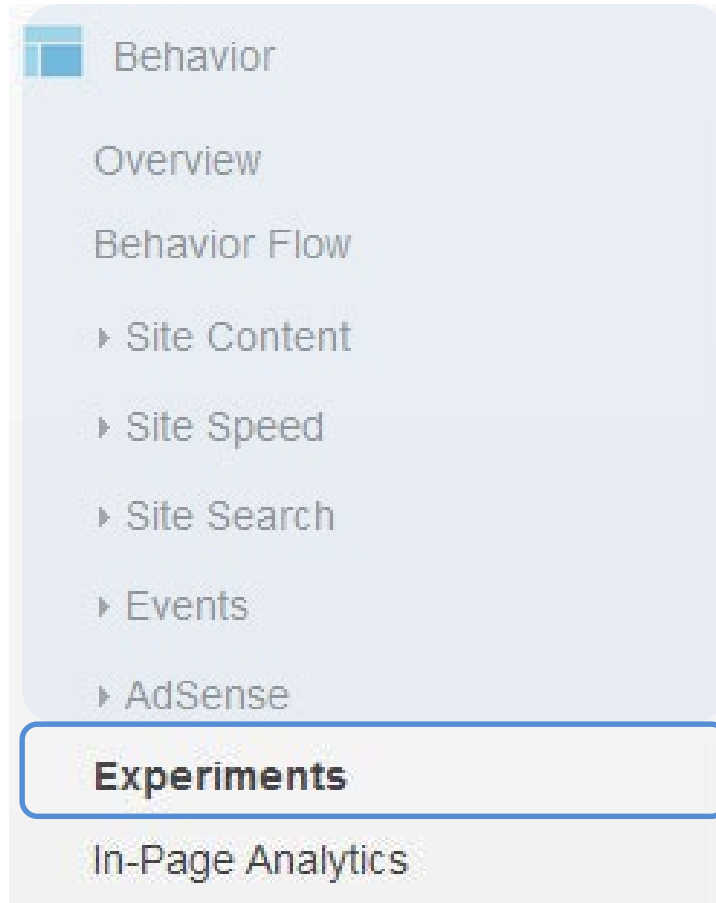 Behavior
Overview
Behavior Flow
Site Content
Site Speed
Site Search
Events
AdSense
Experiments
In-Page Analytics